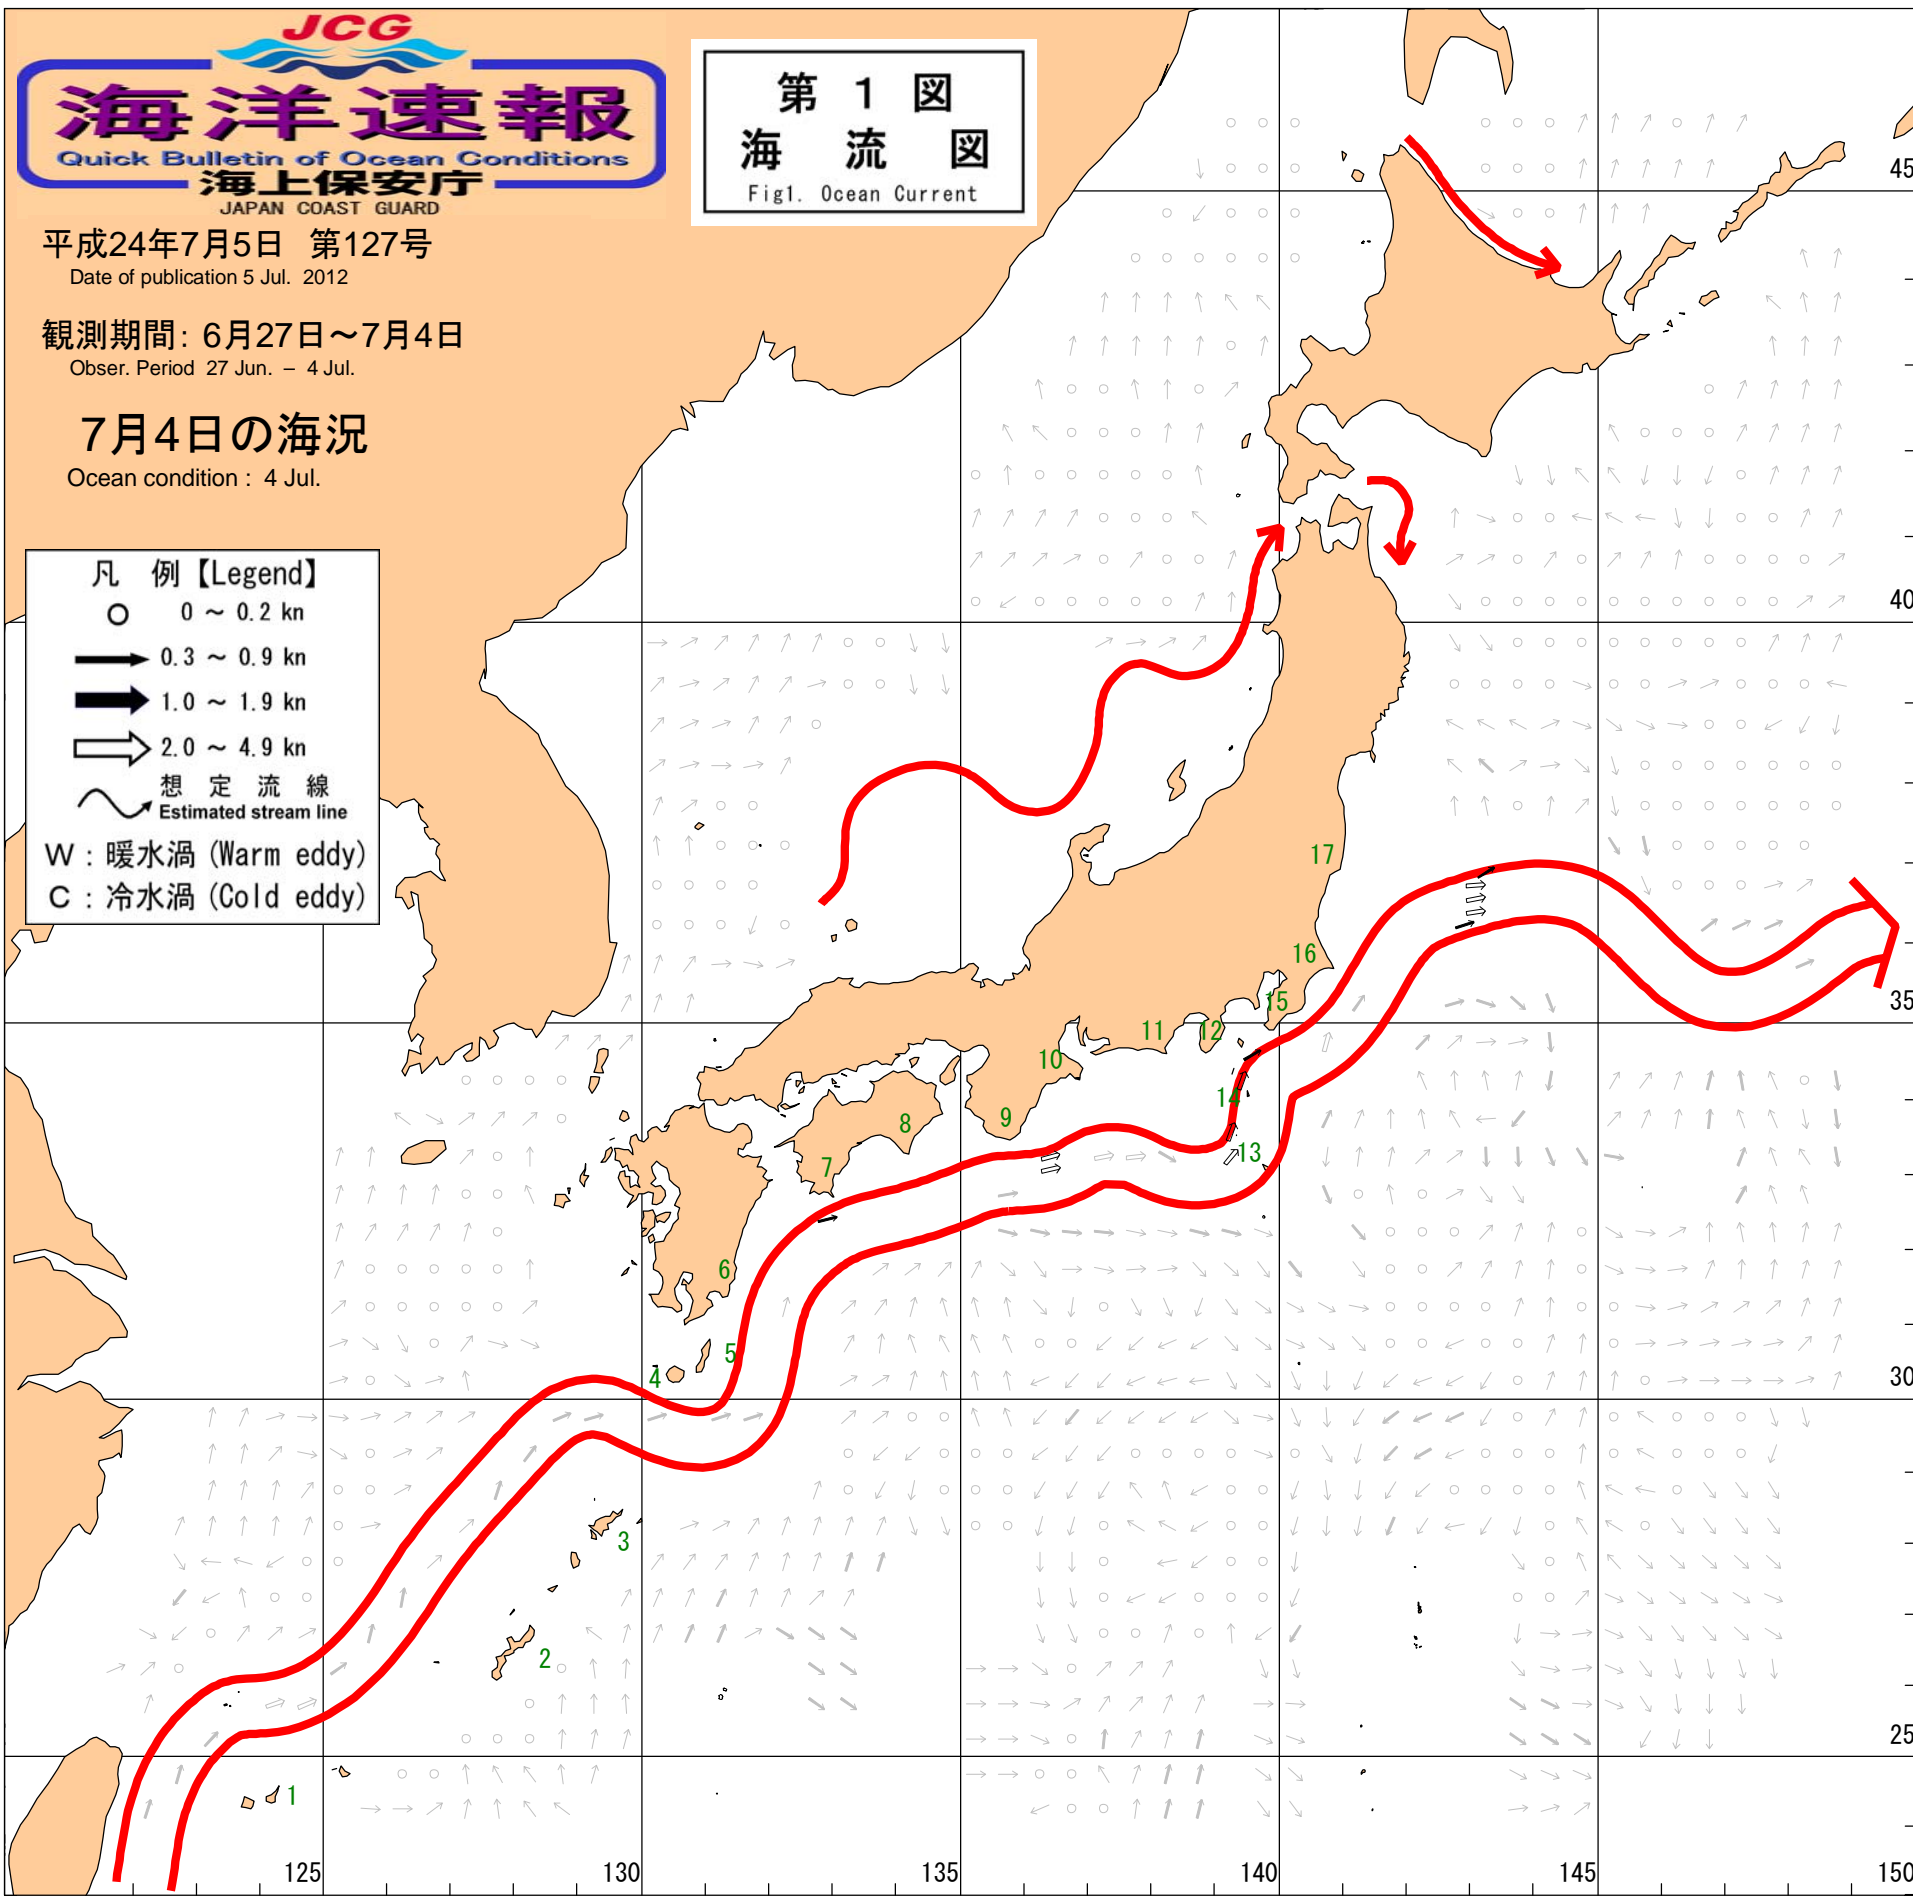 JCG
海洋速報
Quick Bulletin of Ocean Conditions
海上保安庁
JAPAN COAST GUARD
第 1 図
海 流 図
Fig1. Ocean Current
平成24年7月5日 第127号
Date of publication 5 Jul. 2012
観測期間: 6月27日～7月4日
Obser. Period 27 Jun. – 4 Jul.
7月4日の海況
Ocean condition : 4 Jul.
凡 例【Legend】
0 ～ 0.2 kn
0.3 ～ 0.9 kn
1.0 ～ 1.9 kn
2.0 ～ 4.9 kn
想 定 流 線
Estimated stream line
W : 暖水渦 (Warm eddy)
C : 冷水渦 (Cold eddy)
45
40
35
30
25
17
16
15
12
11
10
14
9
8
13
7
6
5
4
3
2
1
125
130
135
140
145
150